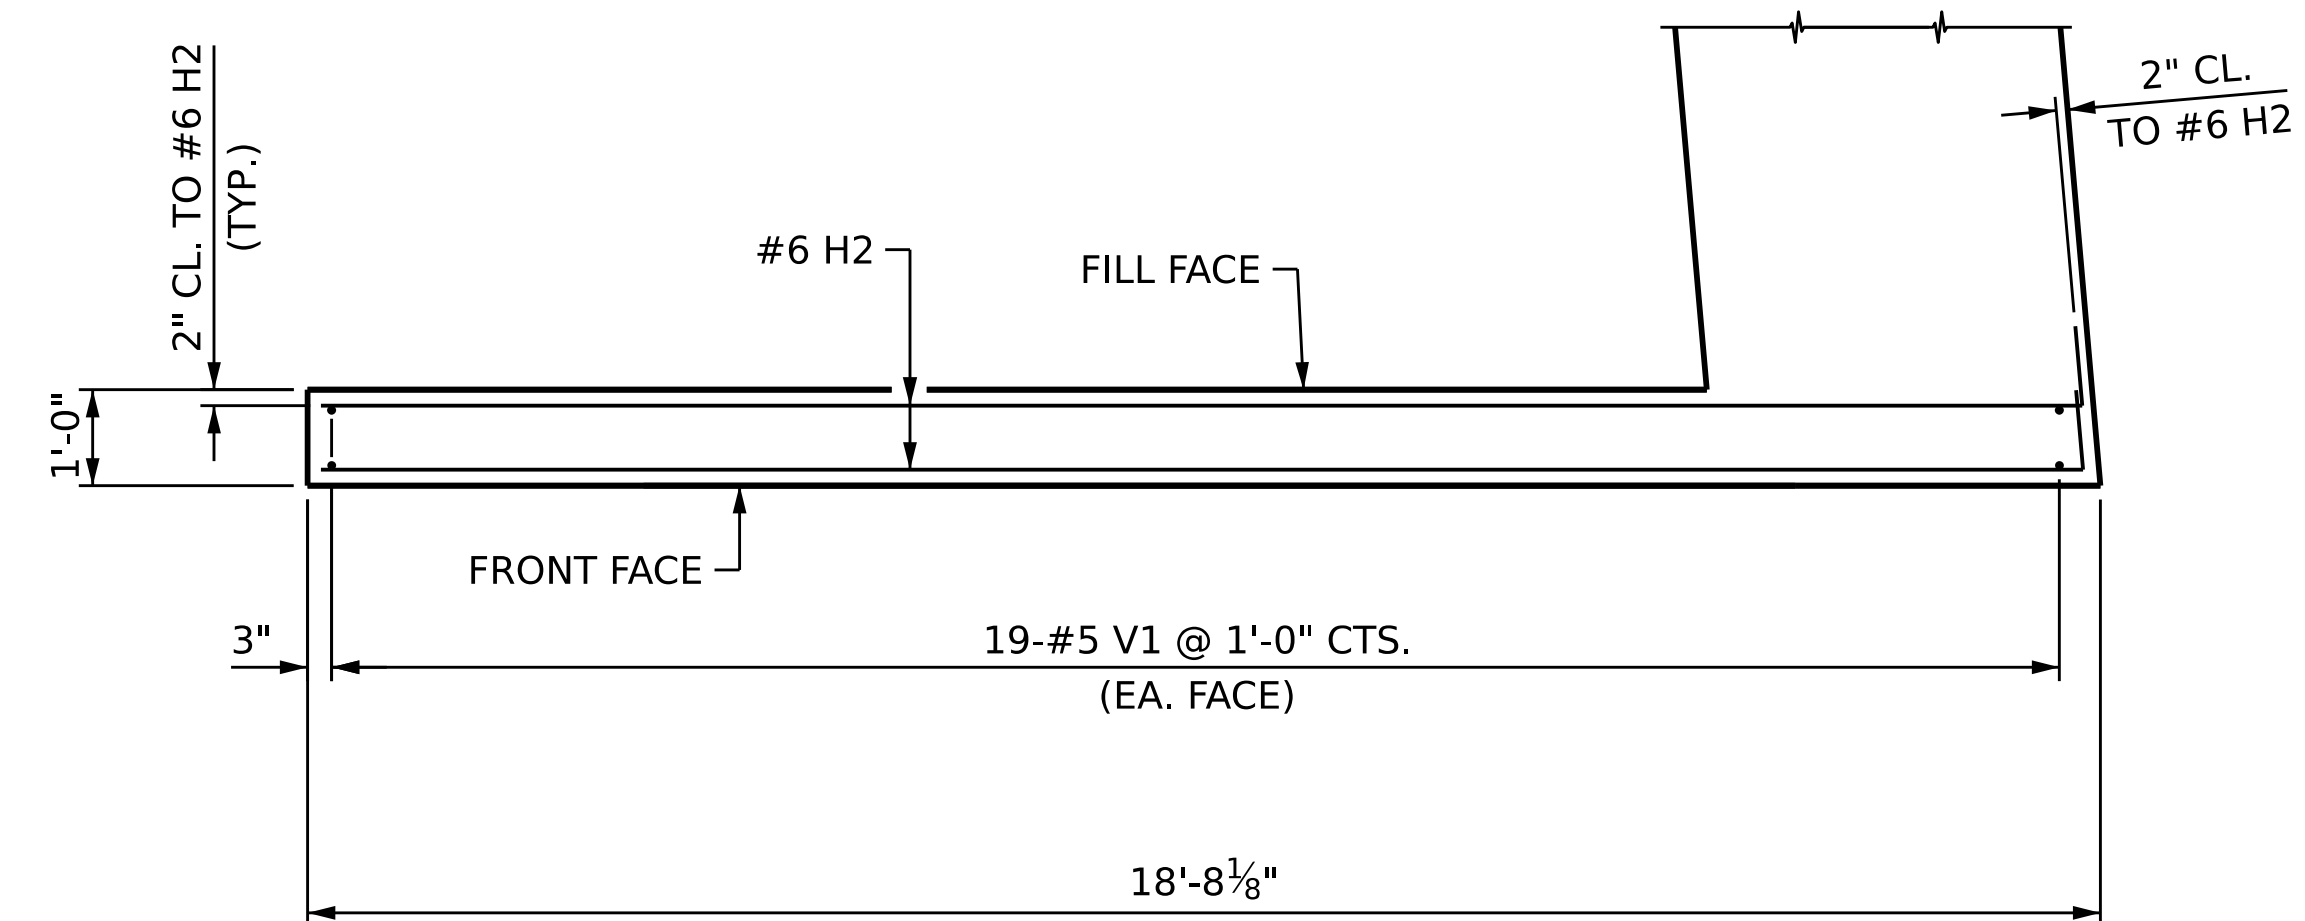 2" CL. TO #6 H2
(TYP.)
2" CL.
TO #6 H2
#6 H2
FILL FACE
1'-0"
FRONT FACE
3"
19-#5 V1 @ 1'-0" CTS.
(EA. FACE)
18'-8⅛"